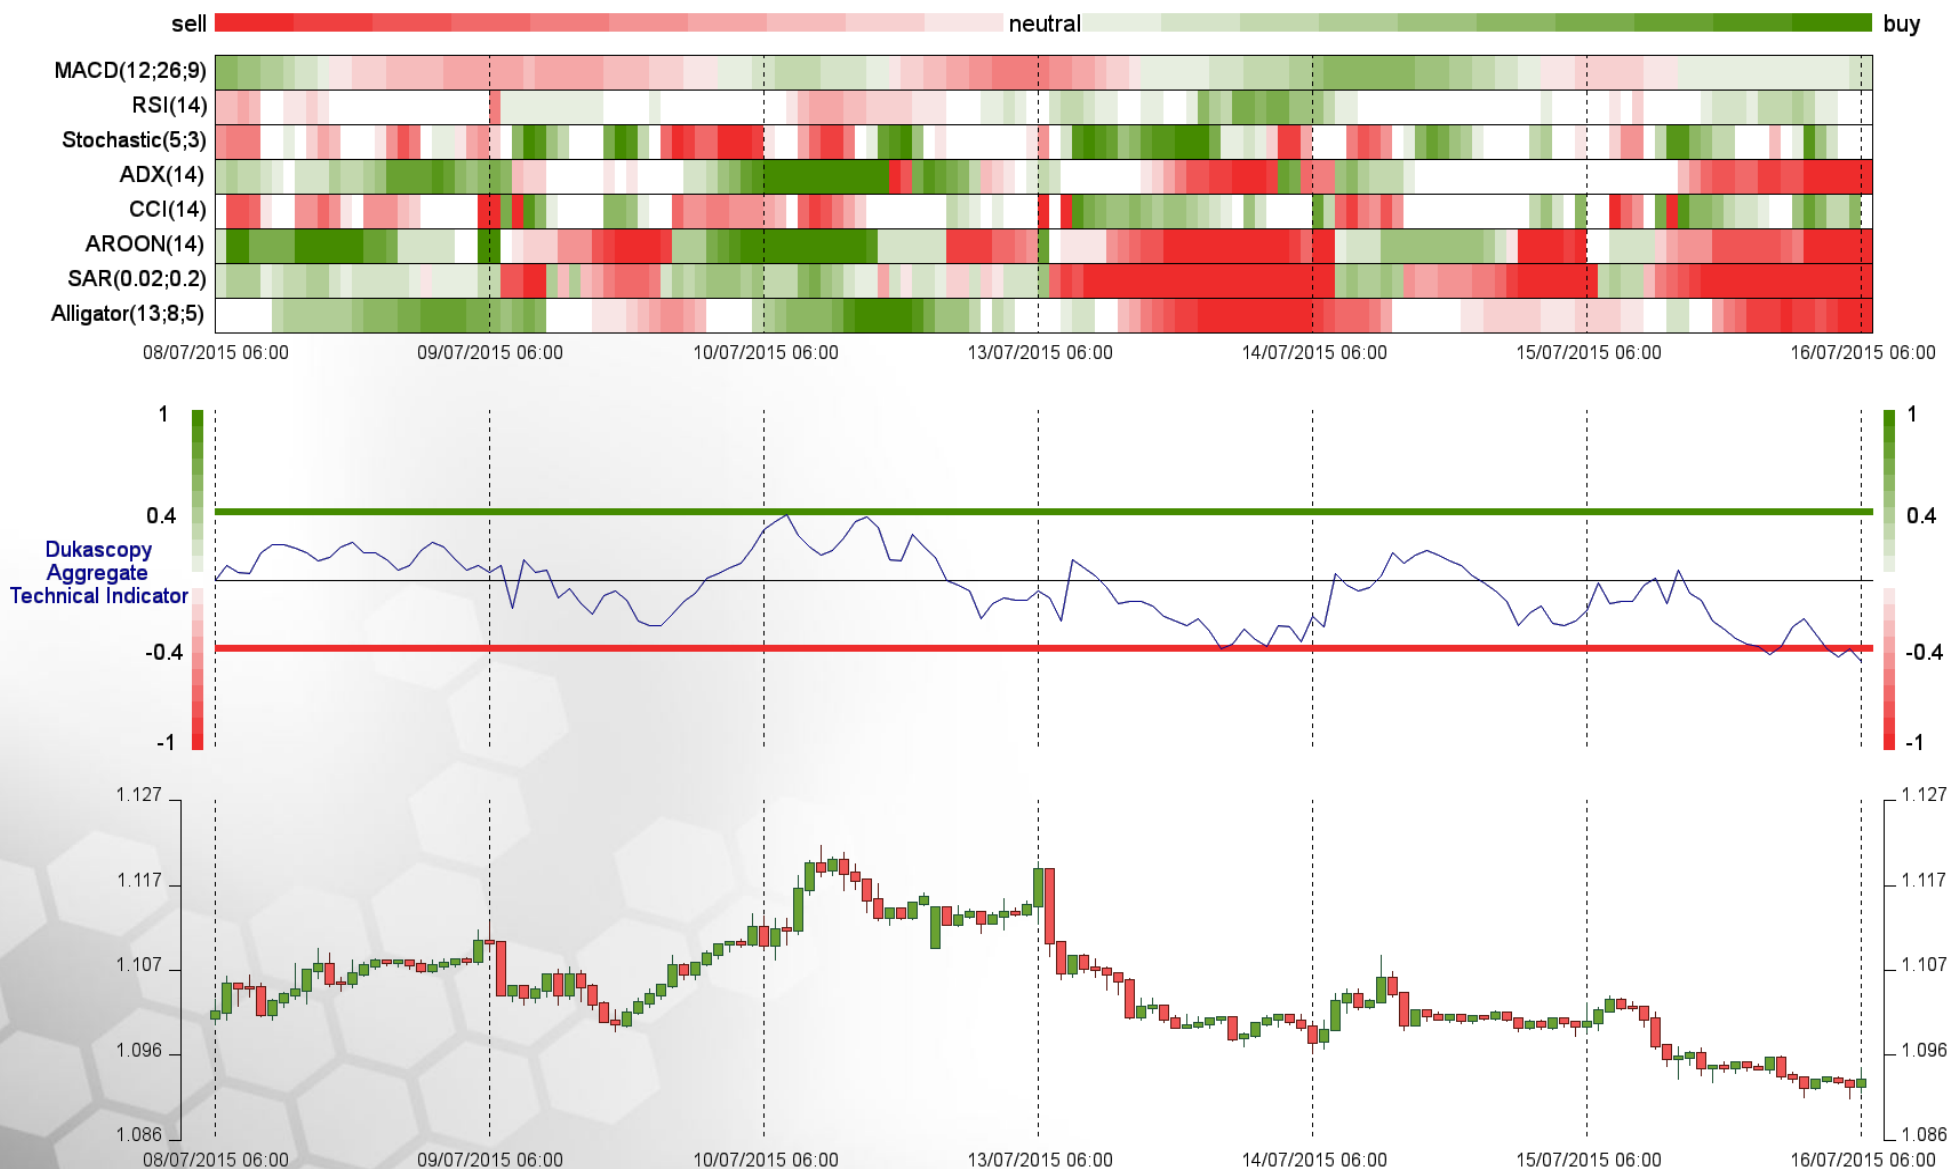 sell neutral buy
MACD(12;26;9)
RSI(14)
Stochastic(5;3)
ADX(14)
CCI(14)
AROON(14)
SAR(0.02;0.2)
Alligator(13;8;5)
08/07/2015 06:00 09/07/2015 06:00 10/07/2015 06:00 13/07/2015 06:00 14/07/2015 06:00 15/07/2015 06:00 16/07/2015 06:00
1 1
0.4 0.4
Dukascopy
Aggregate
Technical Indicator
-0.4 -0.4
-1 -1
1.127 1.127
1.117 1.117
1.107 1.107
1.096 1.096
1.086 1.086
08/07/2015 06:00 09/07/2015 06:00 10/07/2015 06:00 13/07/2015 06:00 14/07/2015 06:00 15/07/2015 06:00 16/07/2015 06:00